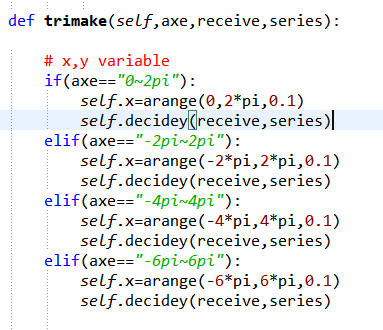 def trimake(self,axe,receive,series):
# x,y variable
if(axe=="0~2pi"):
self.x=arange(0,2*pi,0.1)
self.decidey(receive,series)
elif(axe=="-2pi~2pi"):
self.x=arange(-2*pi,2*pi,0.1)
self.decidey(receive,series)
elif(axe=="-4pi~4pi"):
self.x=arange(-4*pi,4*pi,0.1)
self.decidey(receive,series)
elif(axe=="-6pi~6pi"):
self.x=arange(-6*pi,6*pi,0.1)
self.decidey(receive,series)